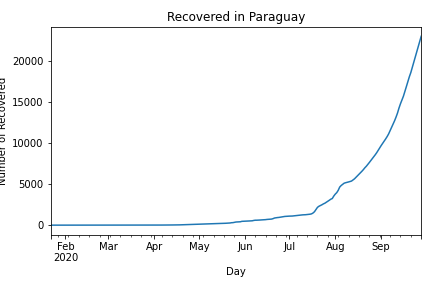 Recovered in Paraguay
Number of Recovered
20000
15000
10000
5000
0
Feb Mar Apr May Jun Jul Aug Sep
2020
Day